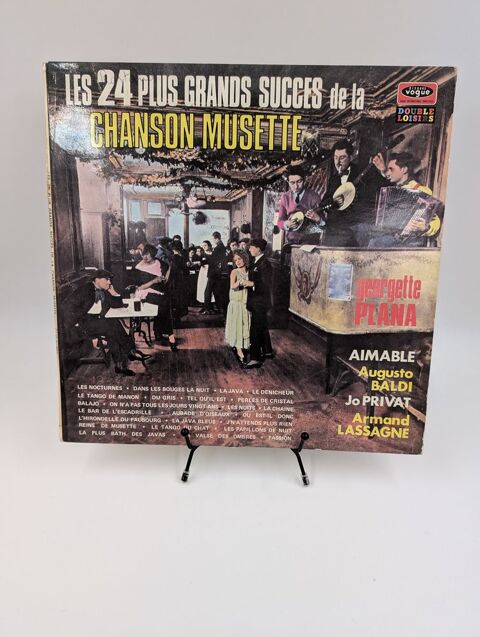 LES 24 PLUS GRANDS SUCCES de la
CHANSON MUSETTE
disques
vogue
DOUBLE
LOISIRS
georgette
PLANA
AIMABLE
Augusto
BALDI
Jo PRIVAT
Armand
LASSAGNE
LES NOCTURNES • DANS LES BOUGES LA NUIT • LA JAVA • LE DENICHEUR
LE TANGO DE MANON • DU GRIS • TEL QU'IL EST • PERLES DE CRISTAL
BALAJO • ON N'A PAS TOUS LES JOURS VINGT ANS • LES NUITS • LA CHAINE
LE BAR DE L'ESCADRILLE • AUBADE D'OISEAUX • OU EST-IL DONC
L'HIRONDELLE DU FAUBOURG • LA JAVA BLEUE • J'N'ATTENDS PLUS RIEN
REINE DE MUSETTE • LE TANGO DU CHAT • LES PAPILLONS DE NUIT
LA PLUS BATH DES JAVAS • VALSE DES OMBRES • PASSION